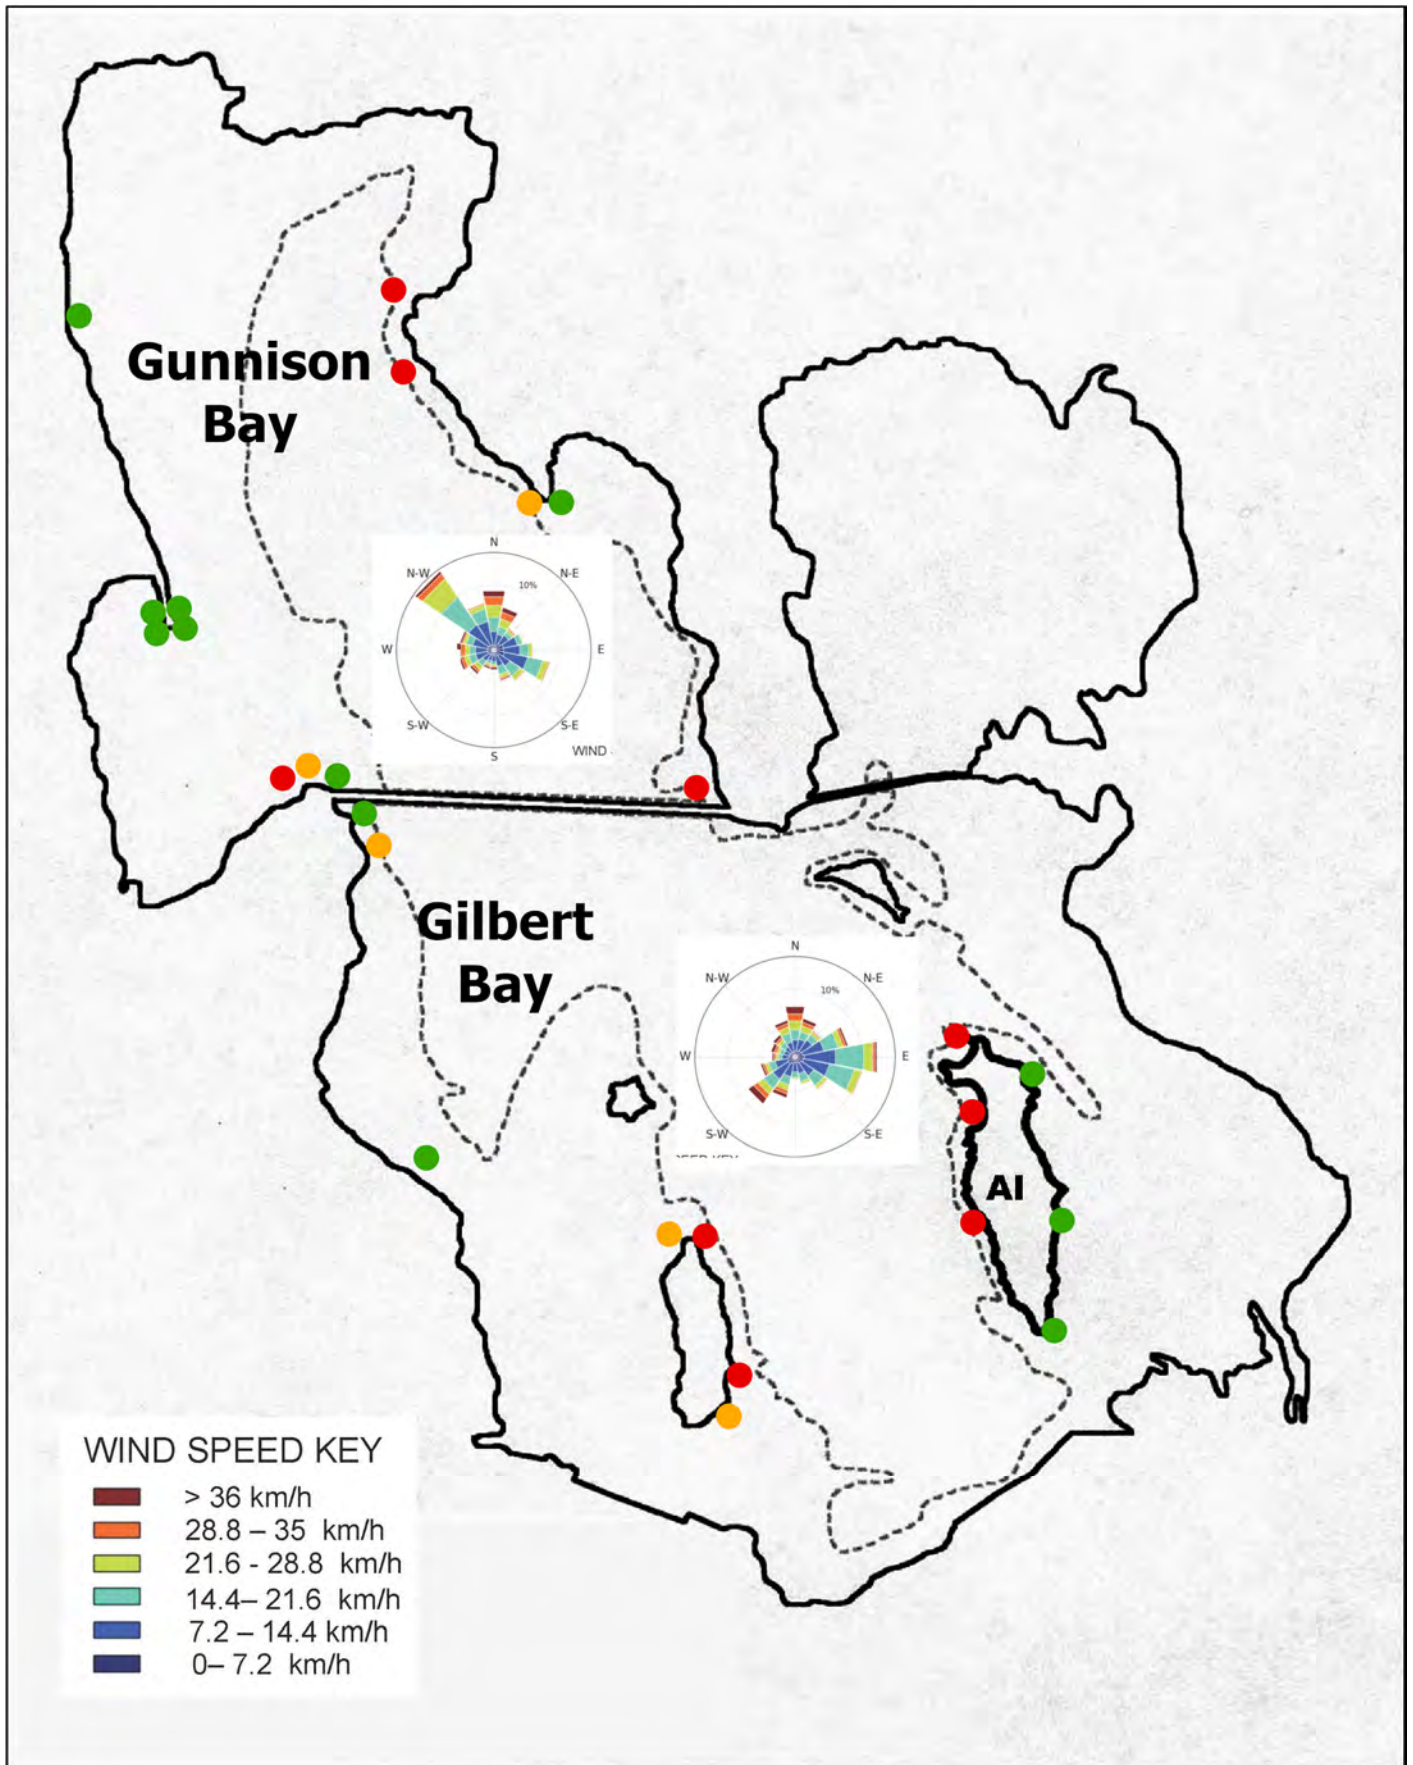 Gunnison
Bay
N
N-W
N-E
10%
W
E
S-W
S-E
S
WIND
Gilbert
Bay
N
N-W
N-E
10%
W
E
S-W
S-E
AI
WIND SPEED KEY
> 36 km/h
28.8 – 35 km/h
21.6 - 28.8 km/h
14.4– 21.6 km/h
7.2 – 14.4 km/h
0– 7.2 km/h